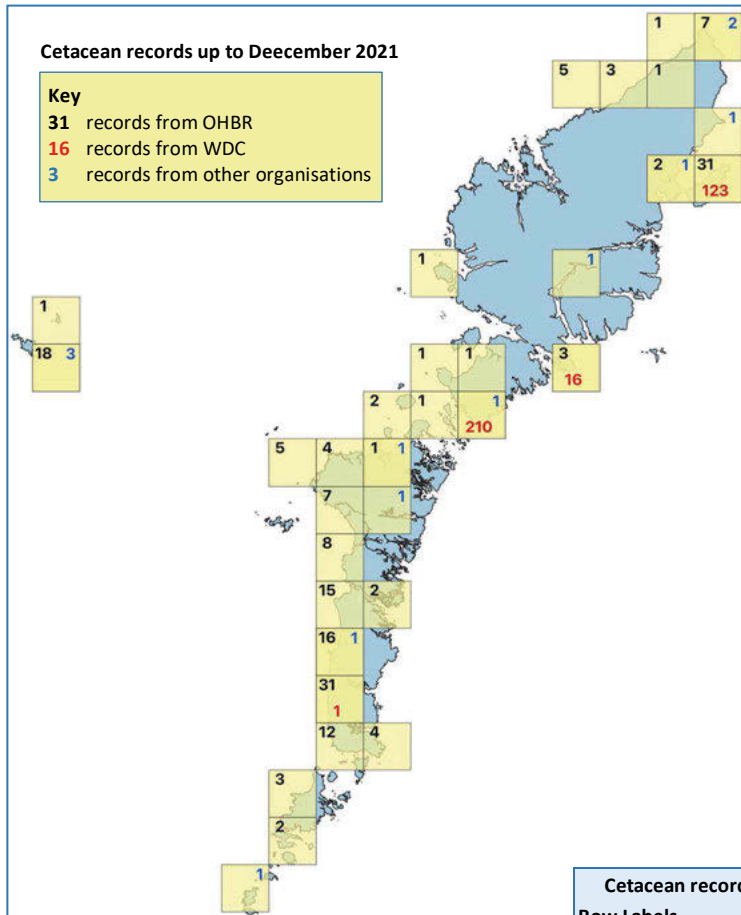 Cetacean records up to Deecember 2021
Key
31 records from OHBR
16 records from WDC
3 records from other organisations
1 7 2
5 3 1
1
2 1 31
123
1 1
1
18 3
1 1 3
16
2 1 1
210
5 4 1 1
7 1
8
15 2
16 1
31
1
12 4
3
2
1
Cetacean record
Row Labels